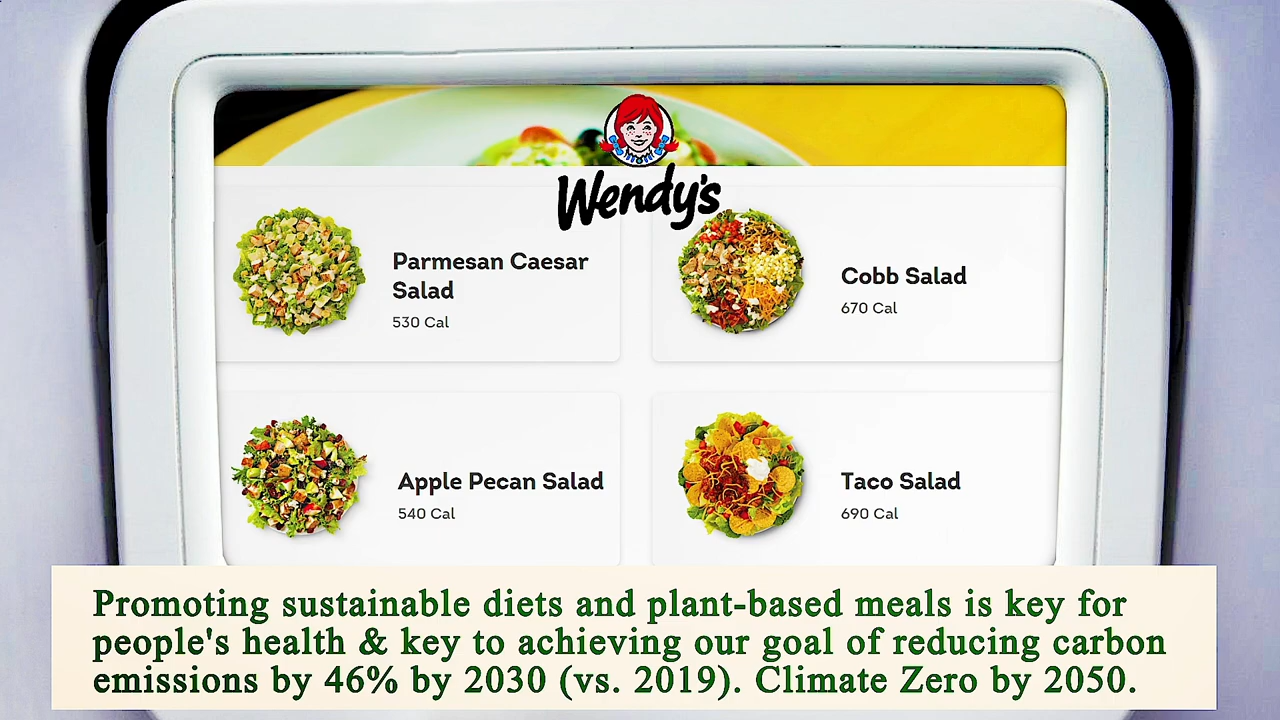 Wendy's
Parmesan Caesar
Salad
530 Cal
Cobb Salad
670 Cal
Apple Pecan Salad
540 Cal
Taco Salad
690 Cal
Promoting sustainable diets and plant-based meals is key for
people's health & key to achieving our goal of reducing carbon
emissions by 46% by 2030 (vs. 2019). Climate Zero by 2050.